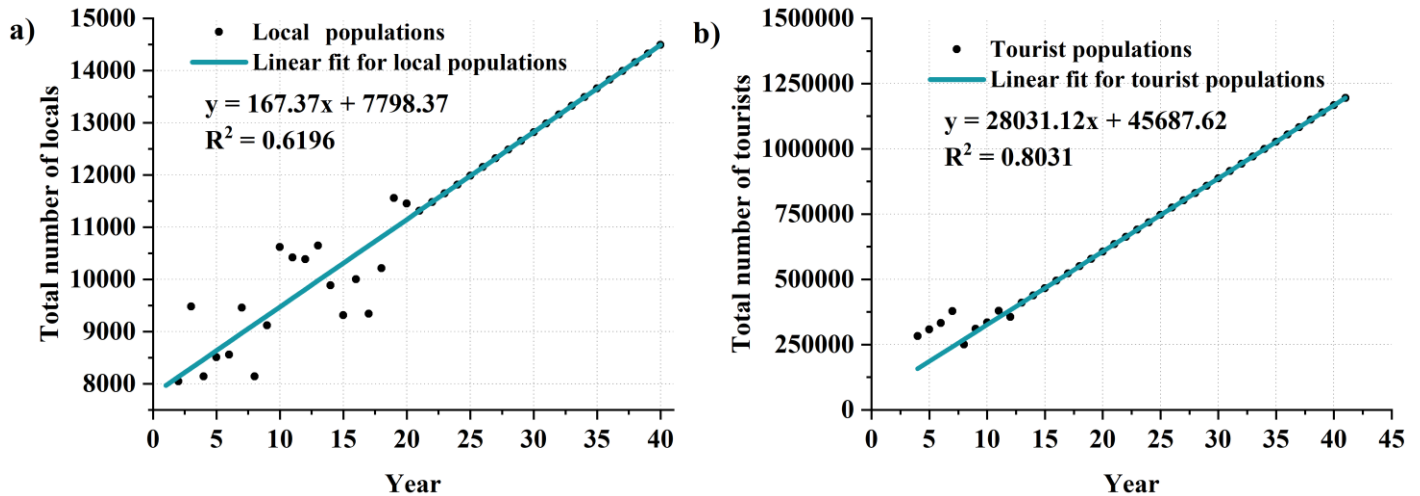 a)
Local populations
Linear fit for local populations
y = 167.37x + 7798.37
R² = 0.6196
Total number of locals
15000
14000
13000
12000
11000
10000
9000
8000
0 5 10 15 20 25 30 35 40
Year
b)
Tourist populations
Linear fit for tourist populations
y = 28031.12x + 45687.62
R² = 0.8031
Total number of tourists
1500000
1250000
1000000
750000
500000
250000
0
0 5 10 15 20 25 30 35 40 45
Year